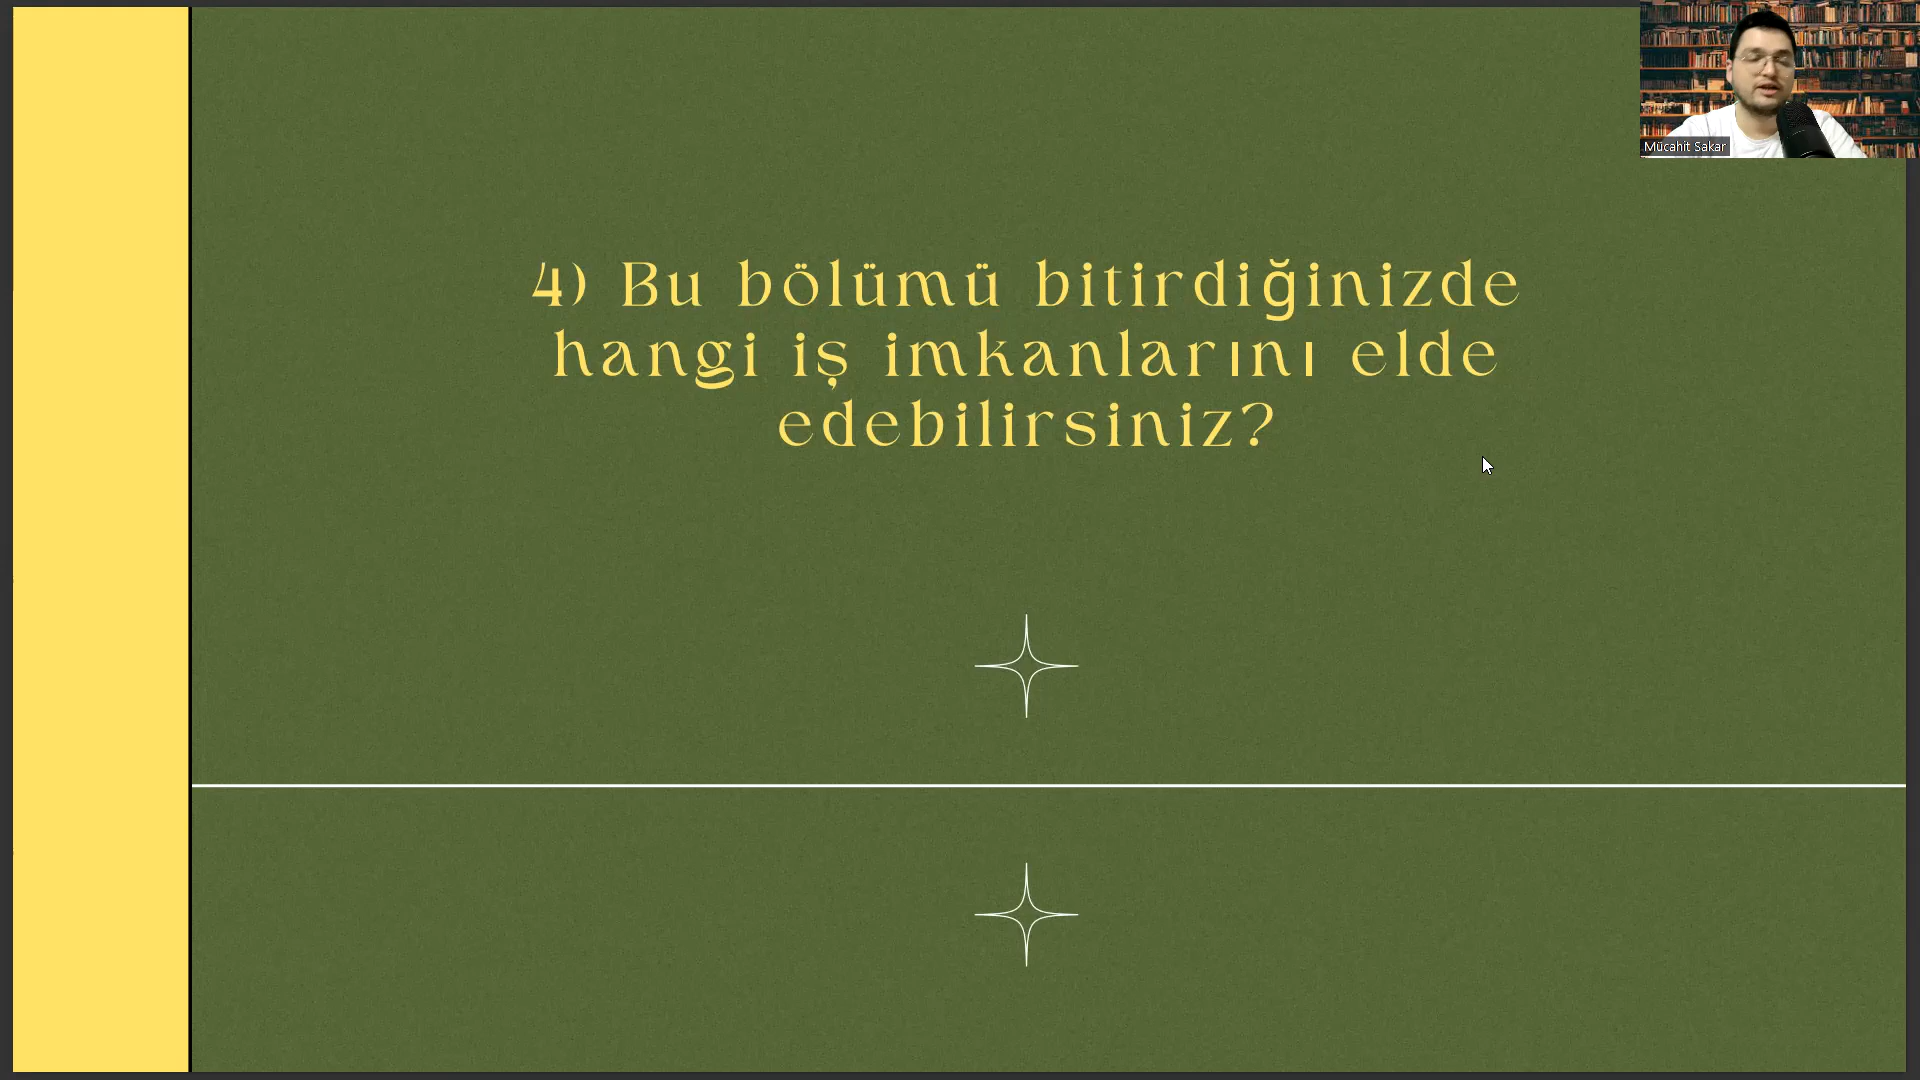 4) Bu bölümü bitirdiğinizde
hangi iş imkanlarını elde
edebilirsiniz?
Mücahit Sakar